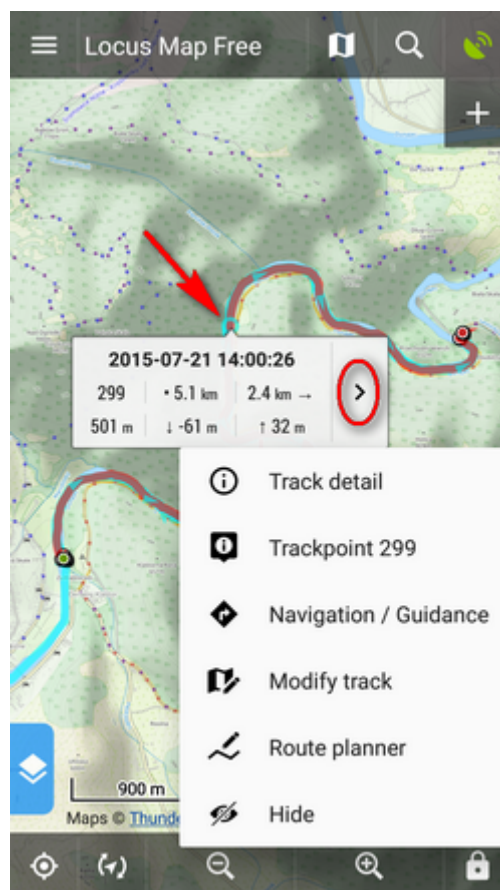 Locus Map Free
2015-07-21 14:00:26
299 • 5.1 km 2.4 km →
501 m ↓ -61 m ↑ 32 m
Track detail
Trackpoint 299
Navigation / Guidance
Modify track
Route planner
Hide
900 m
Maps © Thunde